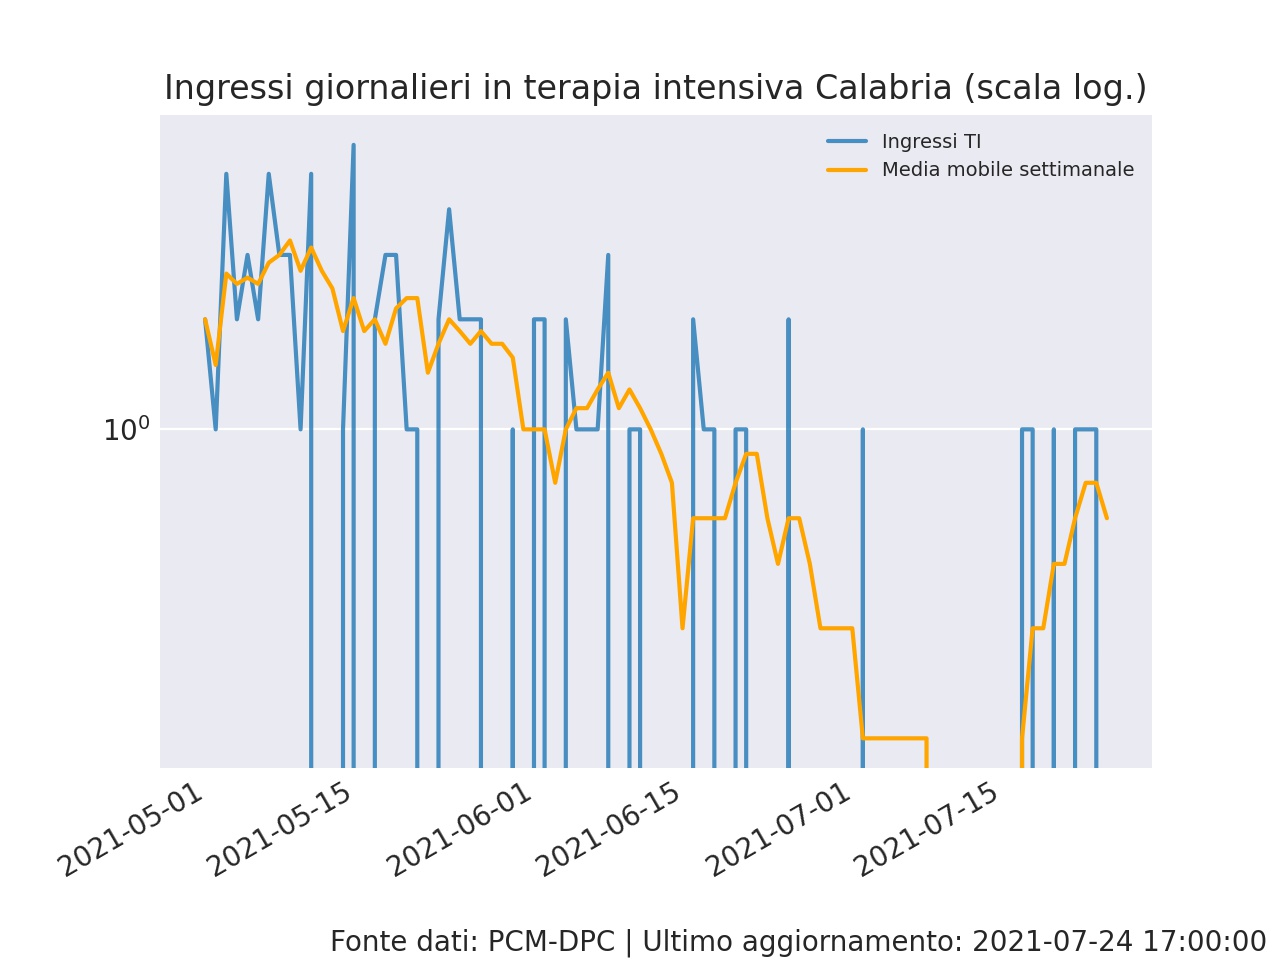 Ingressi giornalieri in terapia intensiva Calabria (scala log.)
Ingressi TI
Media mobile settimanale
10⁰
2021-05-01
2021-05-15
2021-06-01
2021-06-15
2021-07-01
2021-07-15
Fonte dati: PCM-DPC | Ultimo aggiornamento: 2021-07-24 17:00:00